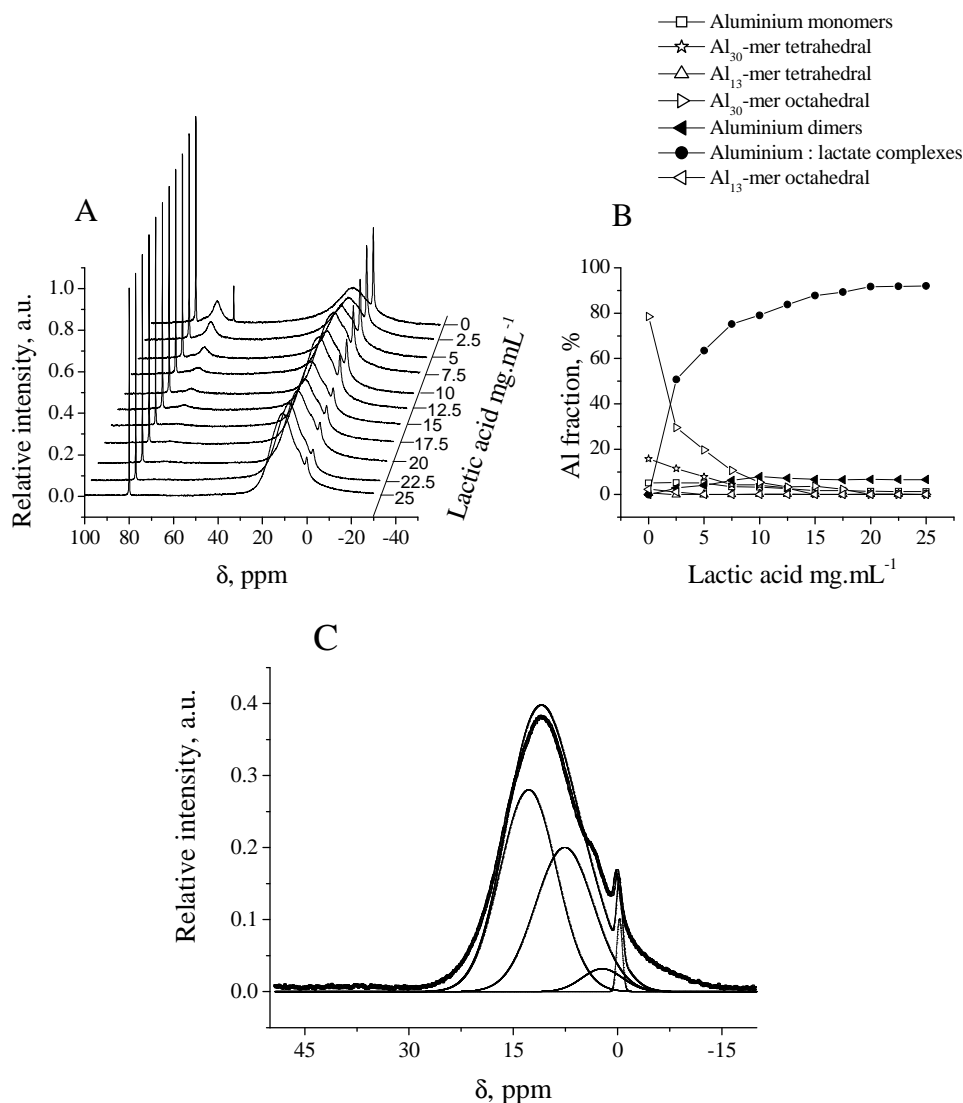 Aluminium monomers
Al₃₀-mer tetrahedral
Al₁₃-mer tetrahedral
Al₃₀-mer octahedral
Aluminium dimers
Aluminium : lactate complexes
Al₁₃-mer octahedral
A
1.0
0.8
0.6
0.4
0.2
0.0
Relative intensity, a.u.
100 80 60 40 20 0 -20 -40
δ, ppm
0
2.5
5
7.5
10
12.5
15
17.5
20
22.5
25
Lactic acid mg.mL⁻¹
B
100
80
60
40
20
0
Al fraction, %
0 5 10 15 20 25
Lactic acid mg.mL⁻¹
C
0.4
0.3
0.2
0.1
0.0
Relative intensity, a.u.
45 30 15 0 -15
δ, ppm